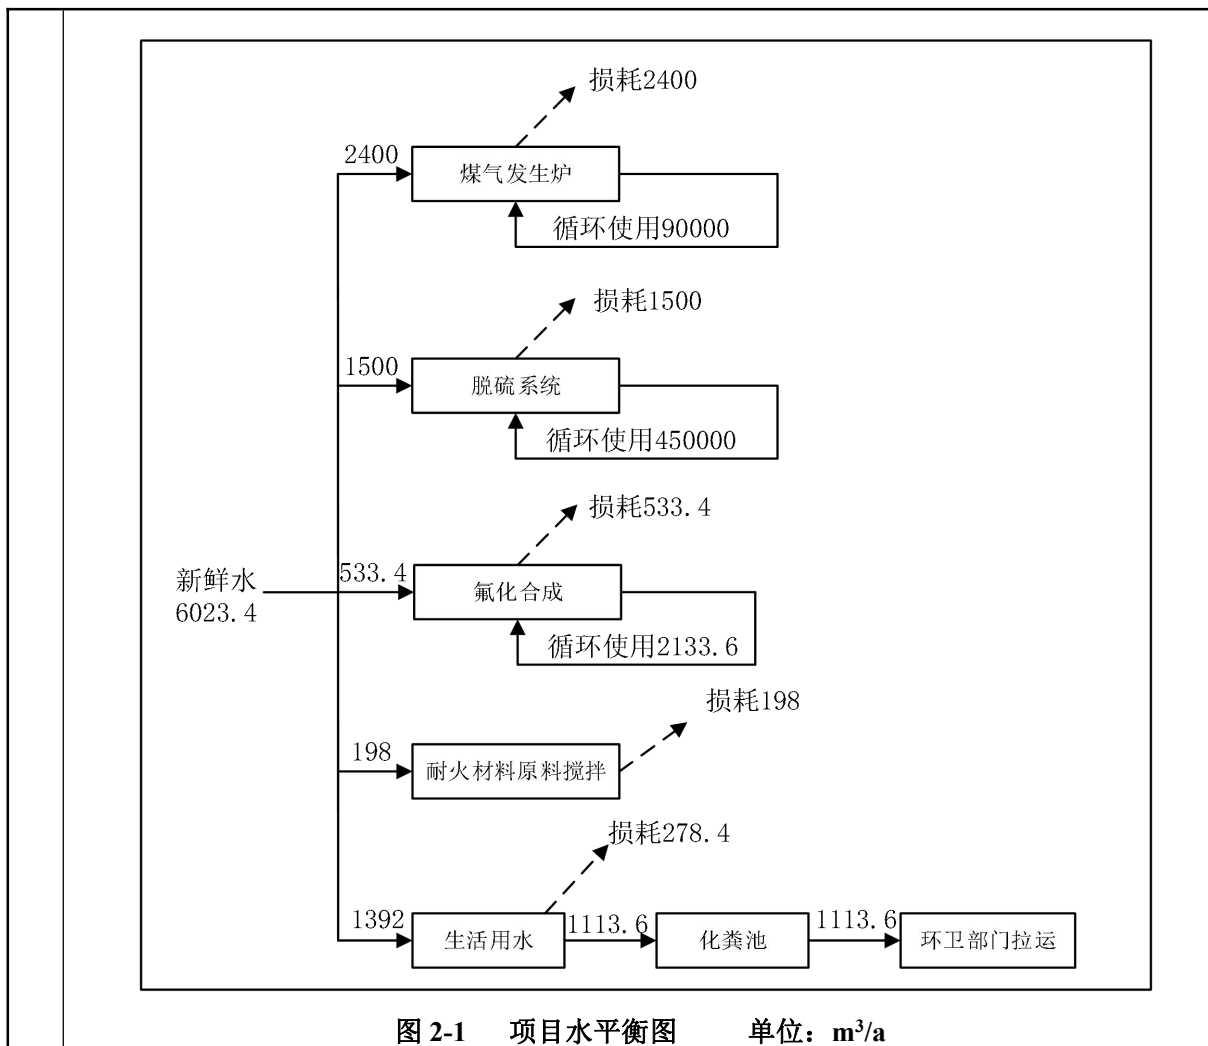 损耗2400
2400
煤气发生炉
循环使用90000
损耗1500
1500
脱硫系统
循环使用450000
损耗533.4
新鲜水
6023.4
533.4
氟化合成
循环使用2133.6
损耗198
198
耐火材料原料搅拌
损耗278.4
1392
生活用水
1113.6
化粪池
1113.6
环卫部门拉运
图 2-1 项目水平衡图 单位：m³/a